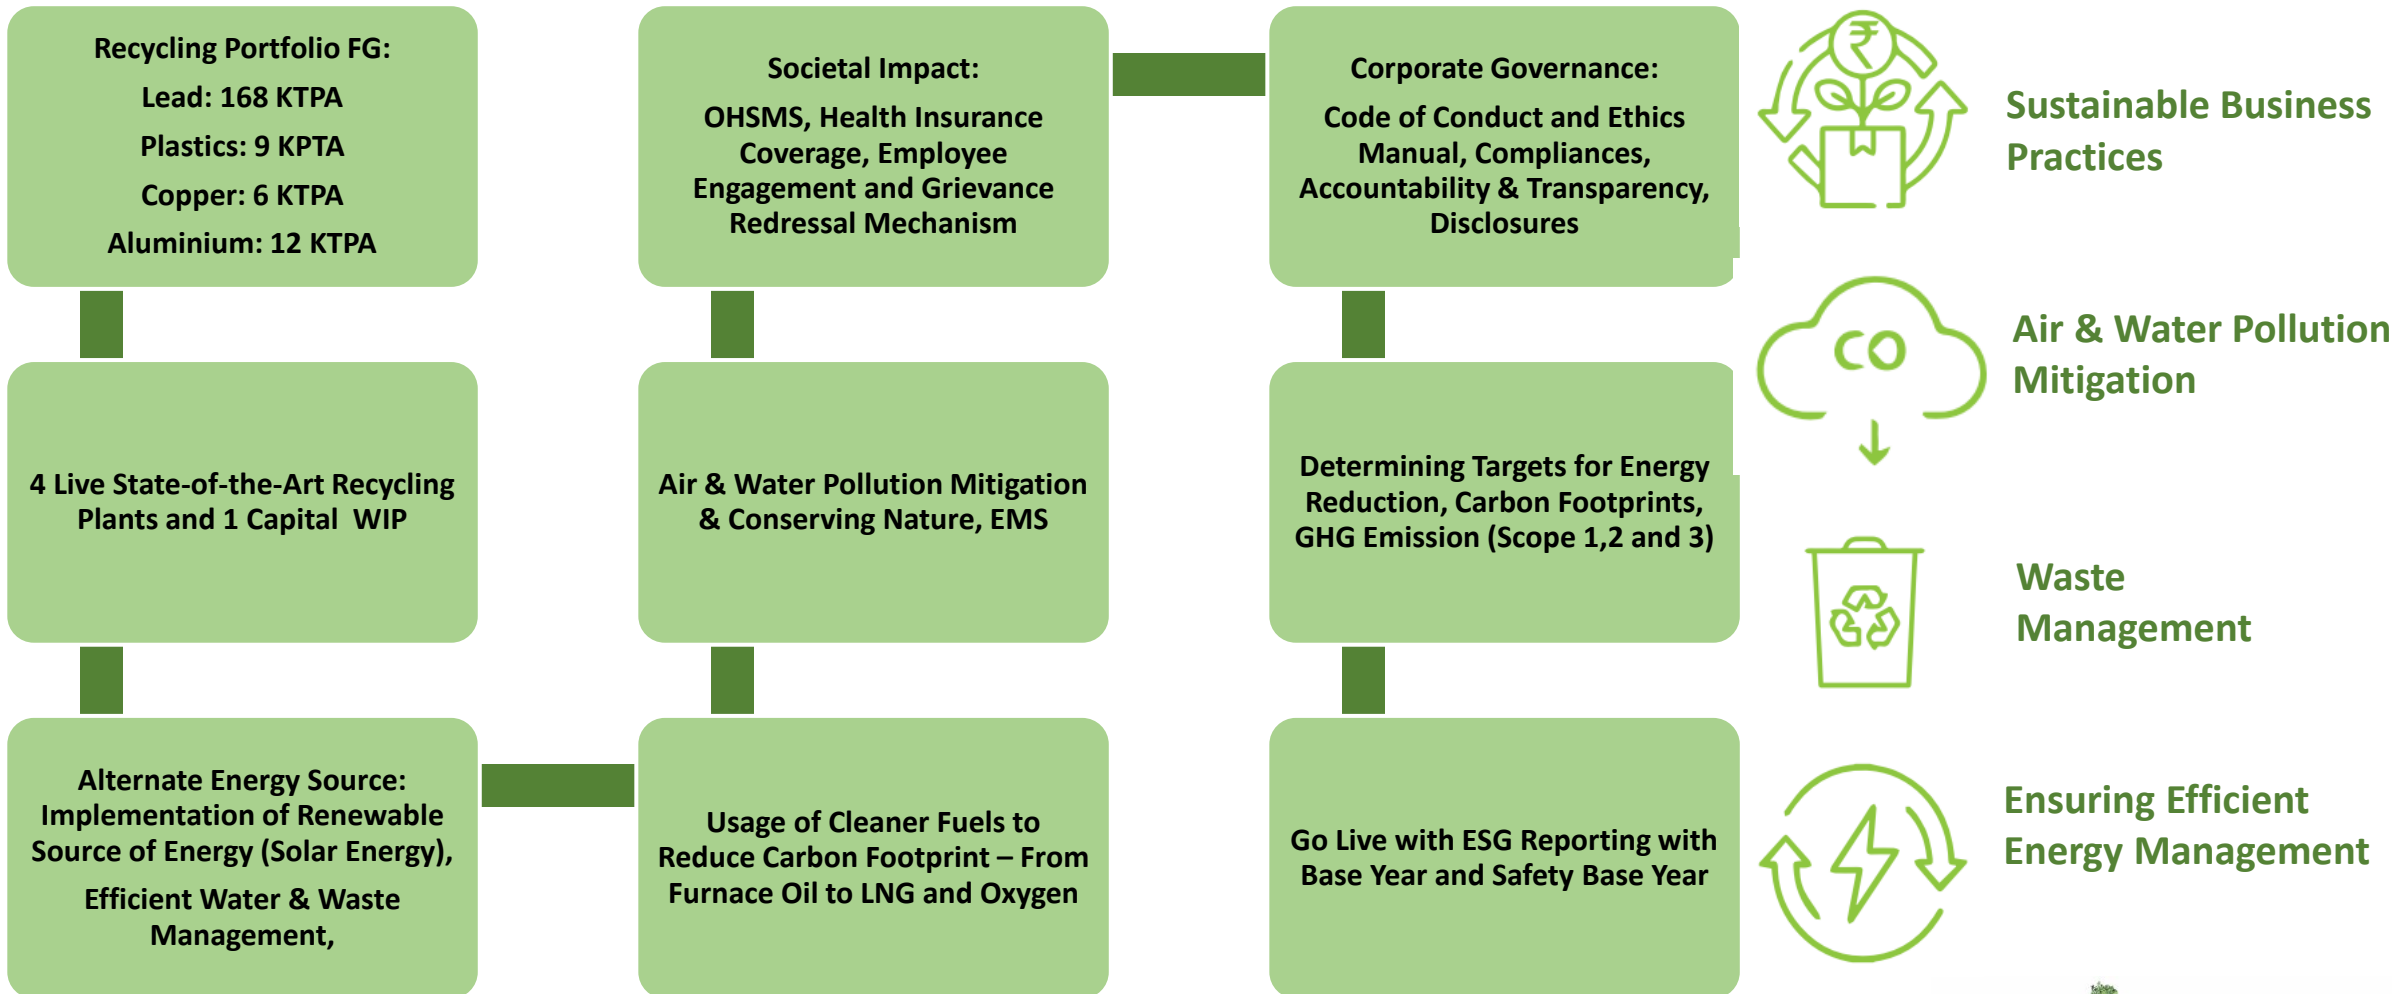 Recycling Portfolio FG:
Lead: 168 KTPA
Plastics: 9 KPTA
Copper: 6 KTPA
Aluminium: 12 KTPA
4 Live State-of-the-Art Recycling
Plants and 1 Capital WIP
Alternate Energy Source:
Implementation of Renewable
Source of Energy (Solar Energy),
Efficient Water & Waste
Management,
Usage of Cleaner Fuels to
Reduce Carbon Footprint – From
Furnace Oil to LNG and Oxygen
Air & Water Pollution Mitigation
& Conserving Nature, EMS
Societal Impact:
OHSMS, Health Insurance
Coverage, Employee
Engagement and Grievance
Redressal Mechanism
Corporate Governance:
Code of Conduct and Ethics
Manual, Compliances,
Accountability & Transparency,
Disclosures
Determining Targets for Energy
Reduction, Carbon Footprints,
GHG Emission (Scope 1,2 and 3)
Go Live with ESG Reporting with
Base Year and Safety Base Year
₹
Sustainable Business
Practices
CO
Air & Water Pollution
Mitigation
Waste
Management
Ensuring Efficient
Energy Management